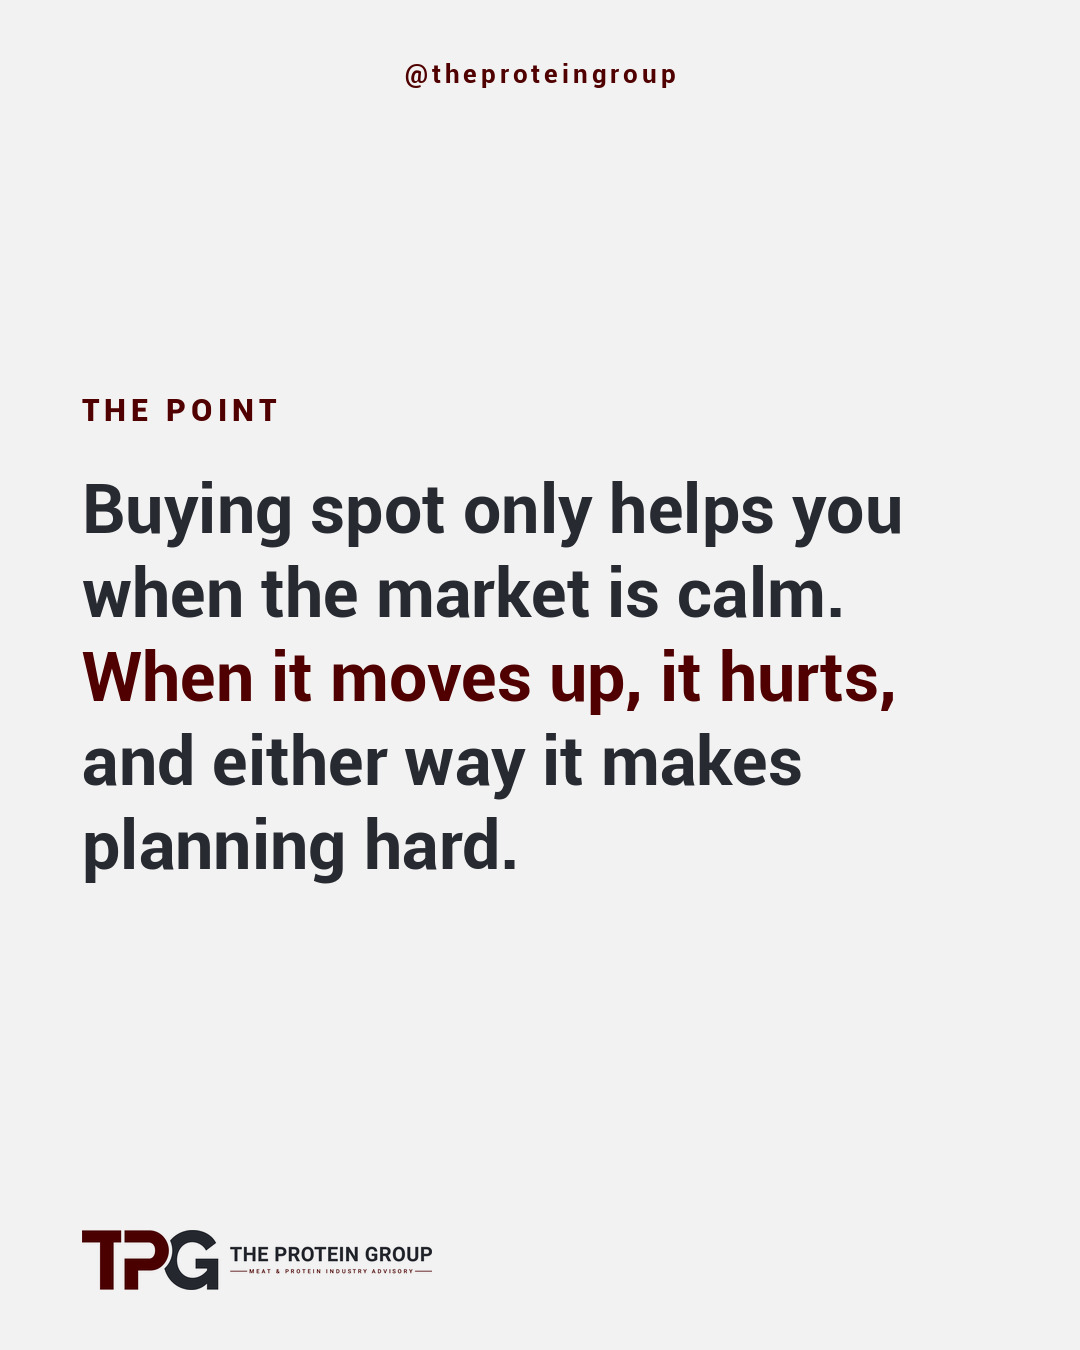 @theproteingroup
THE POINT
Buying spot only helps you
when the market is calm.
When it moves up, it hurts,
and either way it makes
planning hard.
TPG
THE PROTEIN GROUP
MEAT & PROTEIN INDUSTRY ADVISORY